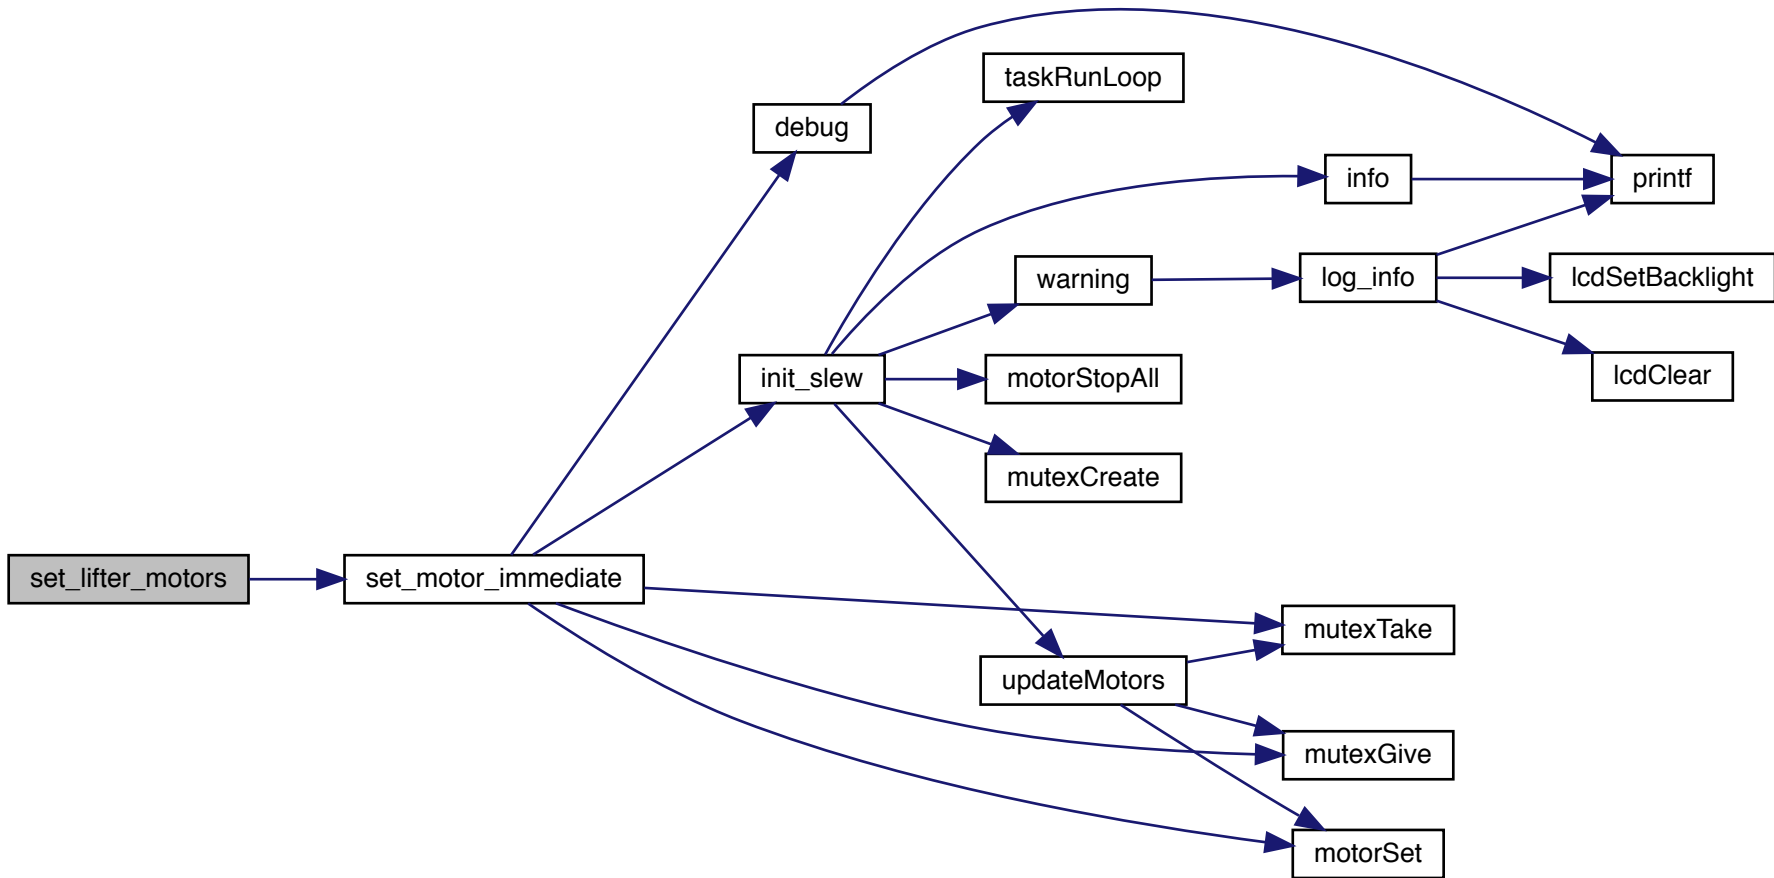 taskRunLoop
debug
info
printf
warning
log_info
lcdSetBacklight
init_slew
motorStopAll
lcdClear
mutexCreate
set_lifter_motors
set_motor_immediate
mutexTake
updateMotors
mutexGive
motorSet